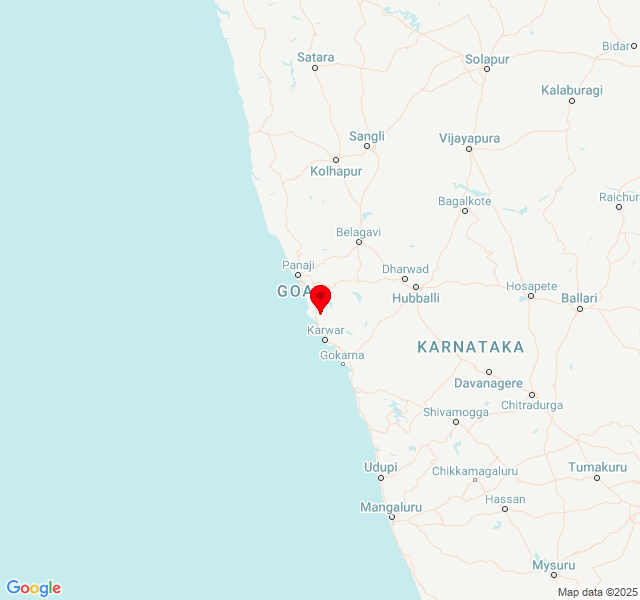 Bidar
Satara
Solapur
Kalaburagi
Sangli
Vijayapura
Kolhapur
Raichur
Bagalkote
Belagavi
Panaji
Dharwad
GOA
Hosapete
Hubballi
Ballari
Karwar
KARNATAKA
Gokarna
Davanagere
Chitradurga
Shivamogga
Udupi
Chikkamagaluru
Tumakuru
Hassan
Mangaluru
Mysuru
Google
Map data ©2025